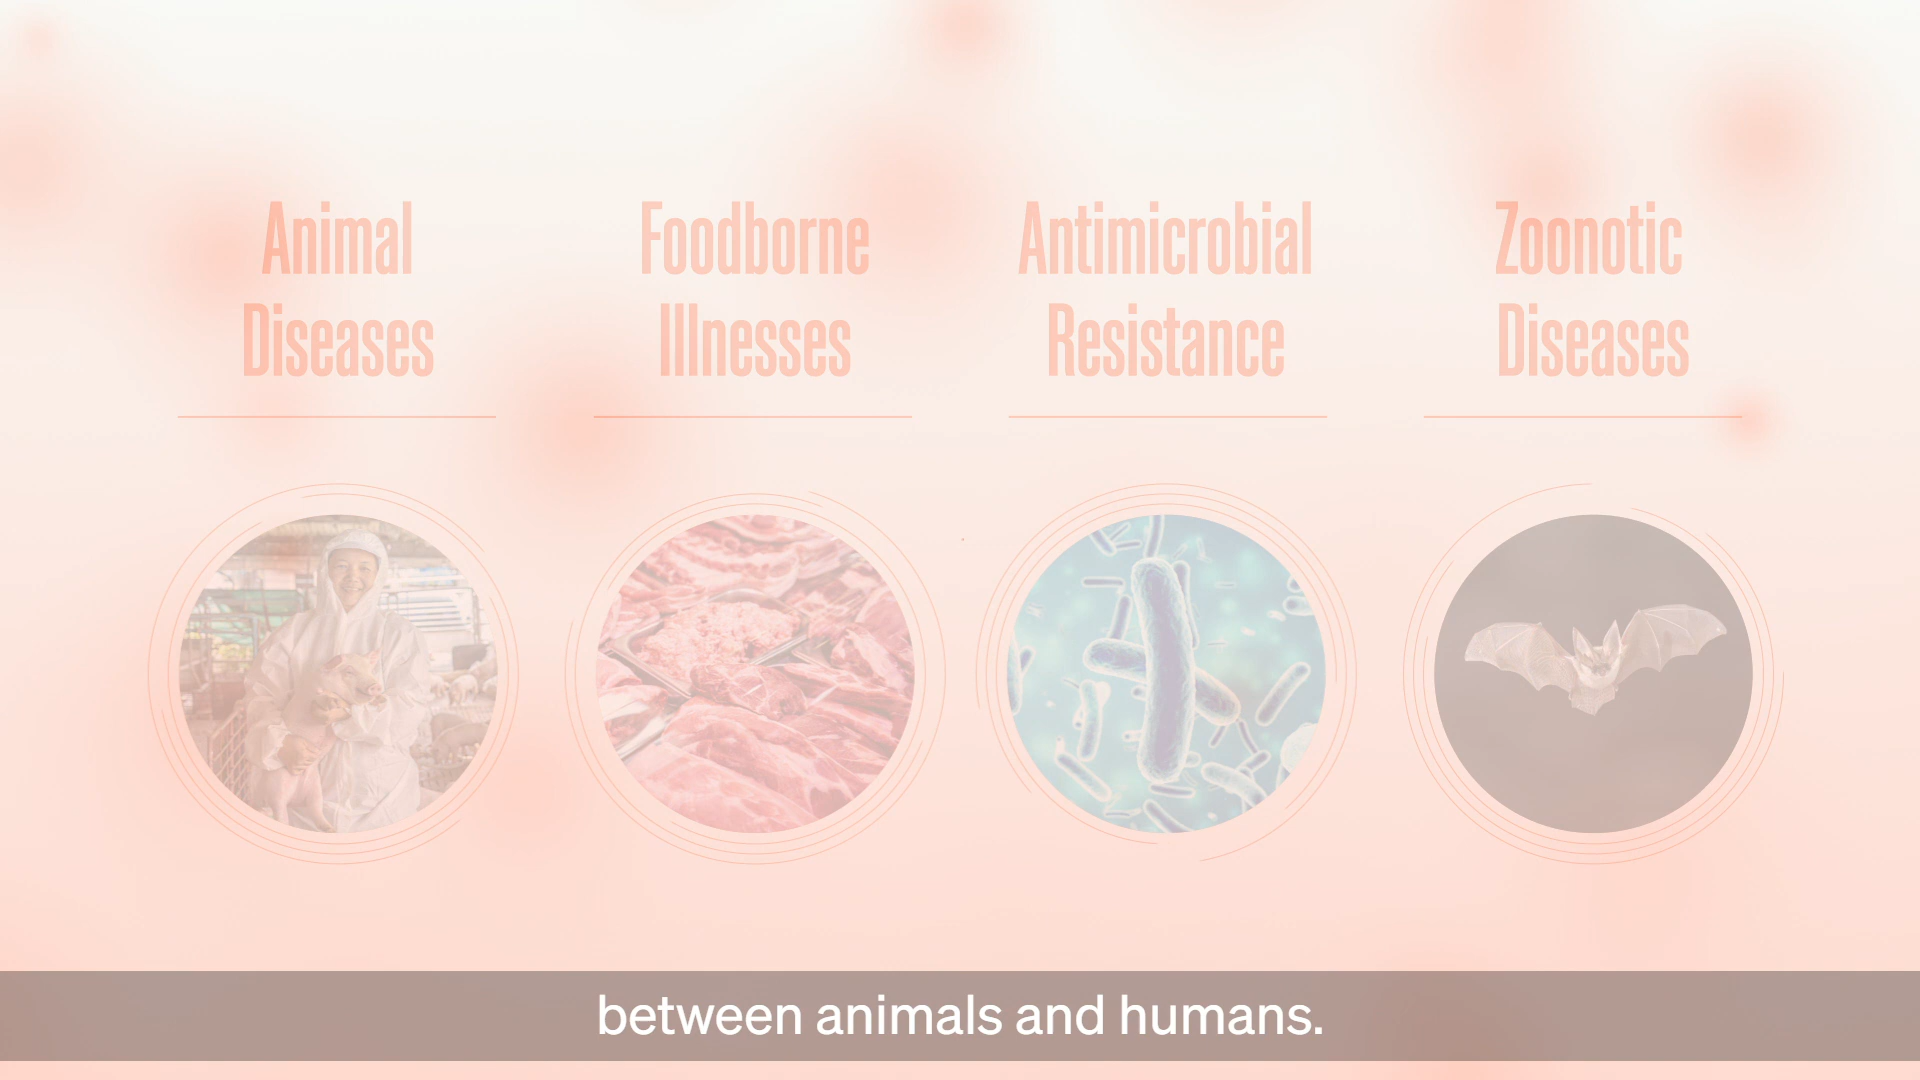 Animal
Diseases
Foodborne
Illnesses
Antimicrobial
Resistance
Zoonotic
Diseases
between animals and humans.